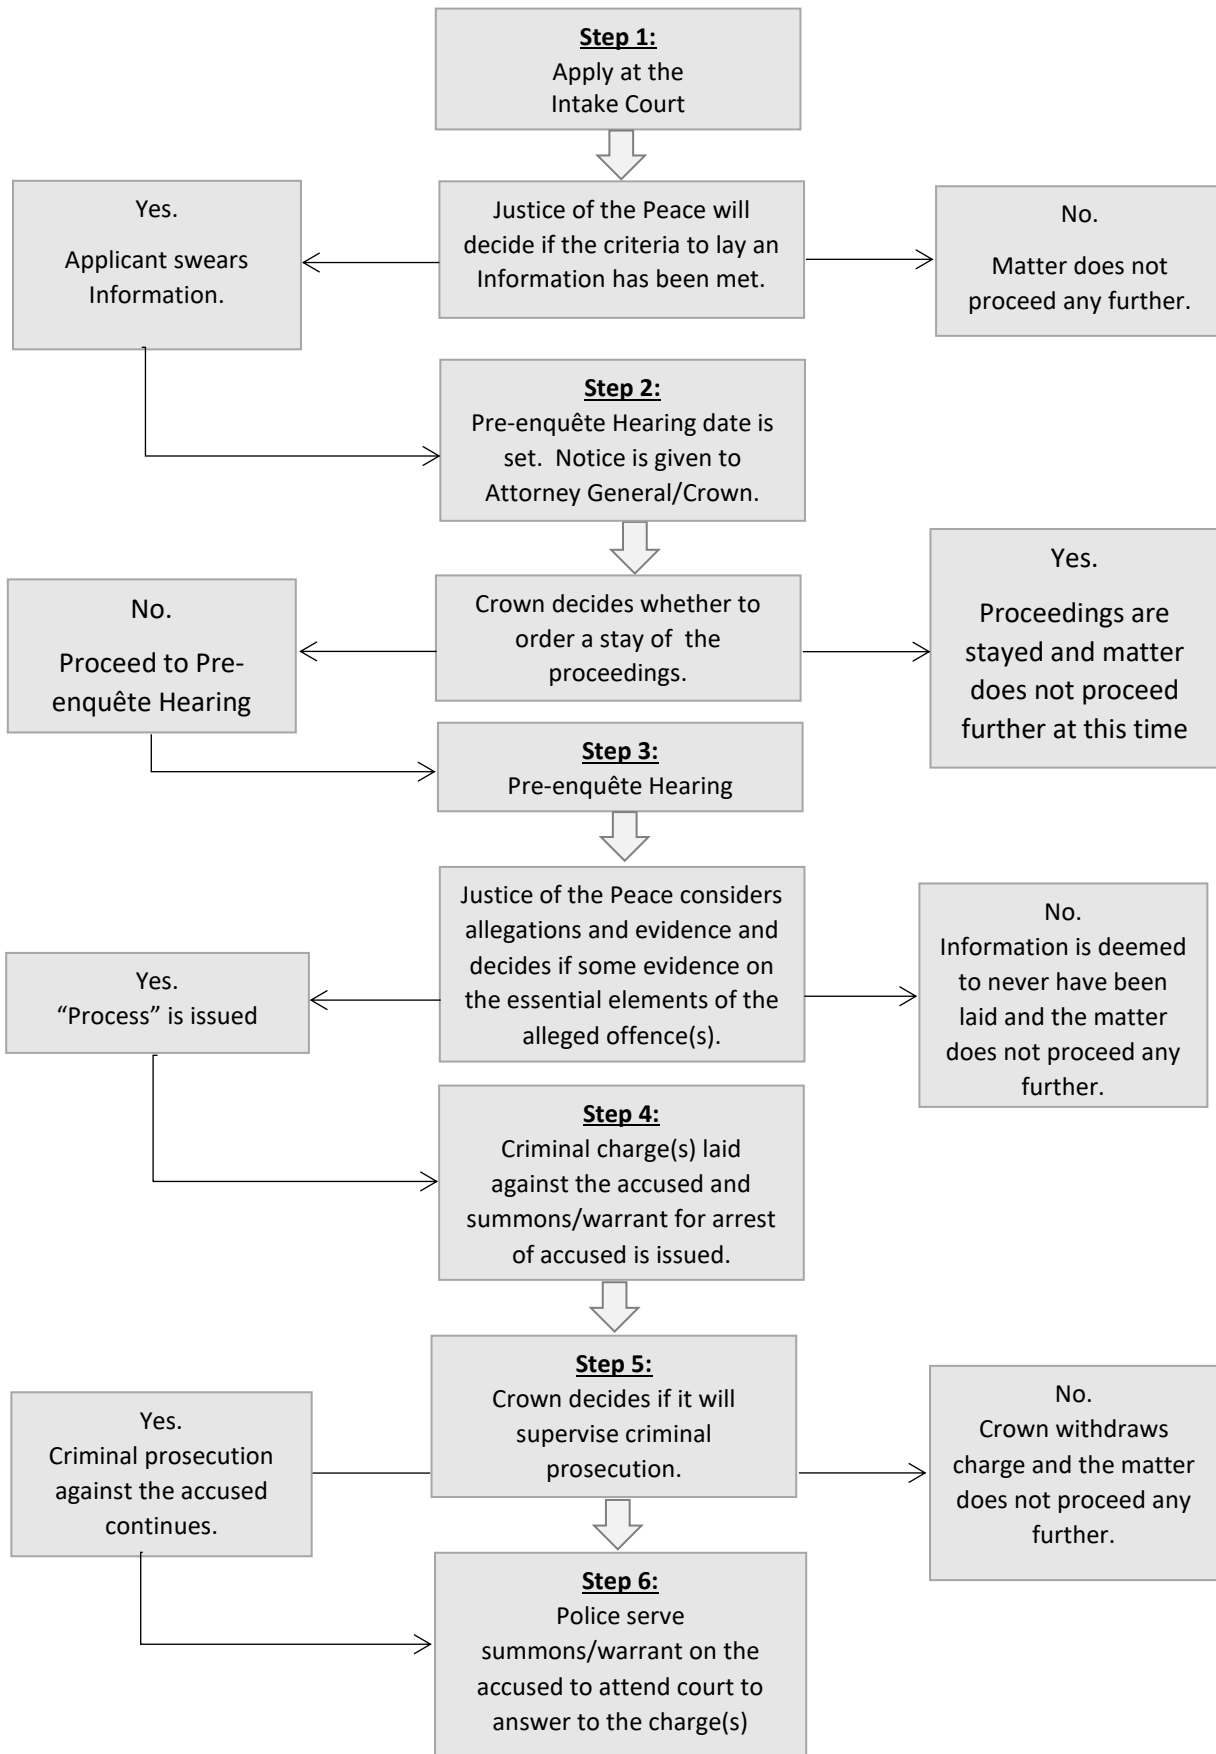 Step 1:
Apply at the
Intake Court
Yes.
Applicant swears
Information.
Justice of the Peace will
decide if the criteria to lay an
Information has been met.
No.
Matter does not
proceed any further.
Step 2:
Pre-enquête Hearing date is
set.  Notice is given to
Attorney General/Crown.
No.
Proceed to Pre-
enquête Hearing
Crown decides whether to
order a stay of  the
proceedings.
Yes.
Proceedings are
stayed and matter
does not proceed
further at this time
Step 3:
Pre-enquête Hearing
Yes.
“Process” is issued
Justice of the Peace considers
allegations and evidence and
decides if some evidence on
the essential elements of the
alleged offence(s).
No.
Information is deemed
to never have been
laid and the matter
does not proceed any
further.
Step 4:
Criminal charge(s) laid
against the accused and
summons/warrant for arrest
of accused is issued.
Yes.
Criminal prosecution
against the accused
continues.
Step 5:
Crown decides if it will
supervise criminal
prosecution.
No.
Crown withdraws
charge and the matter
does not proceed any
further.
Step 6:
Police serve
summons/warrant on the
accused to attend court to
answer to the charge(s)